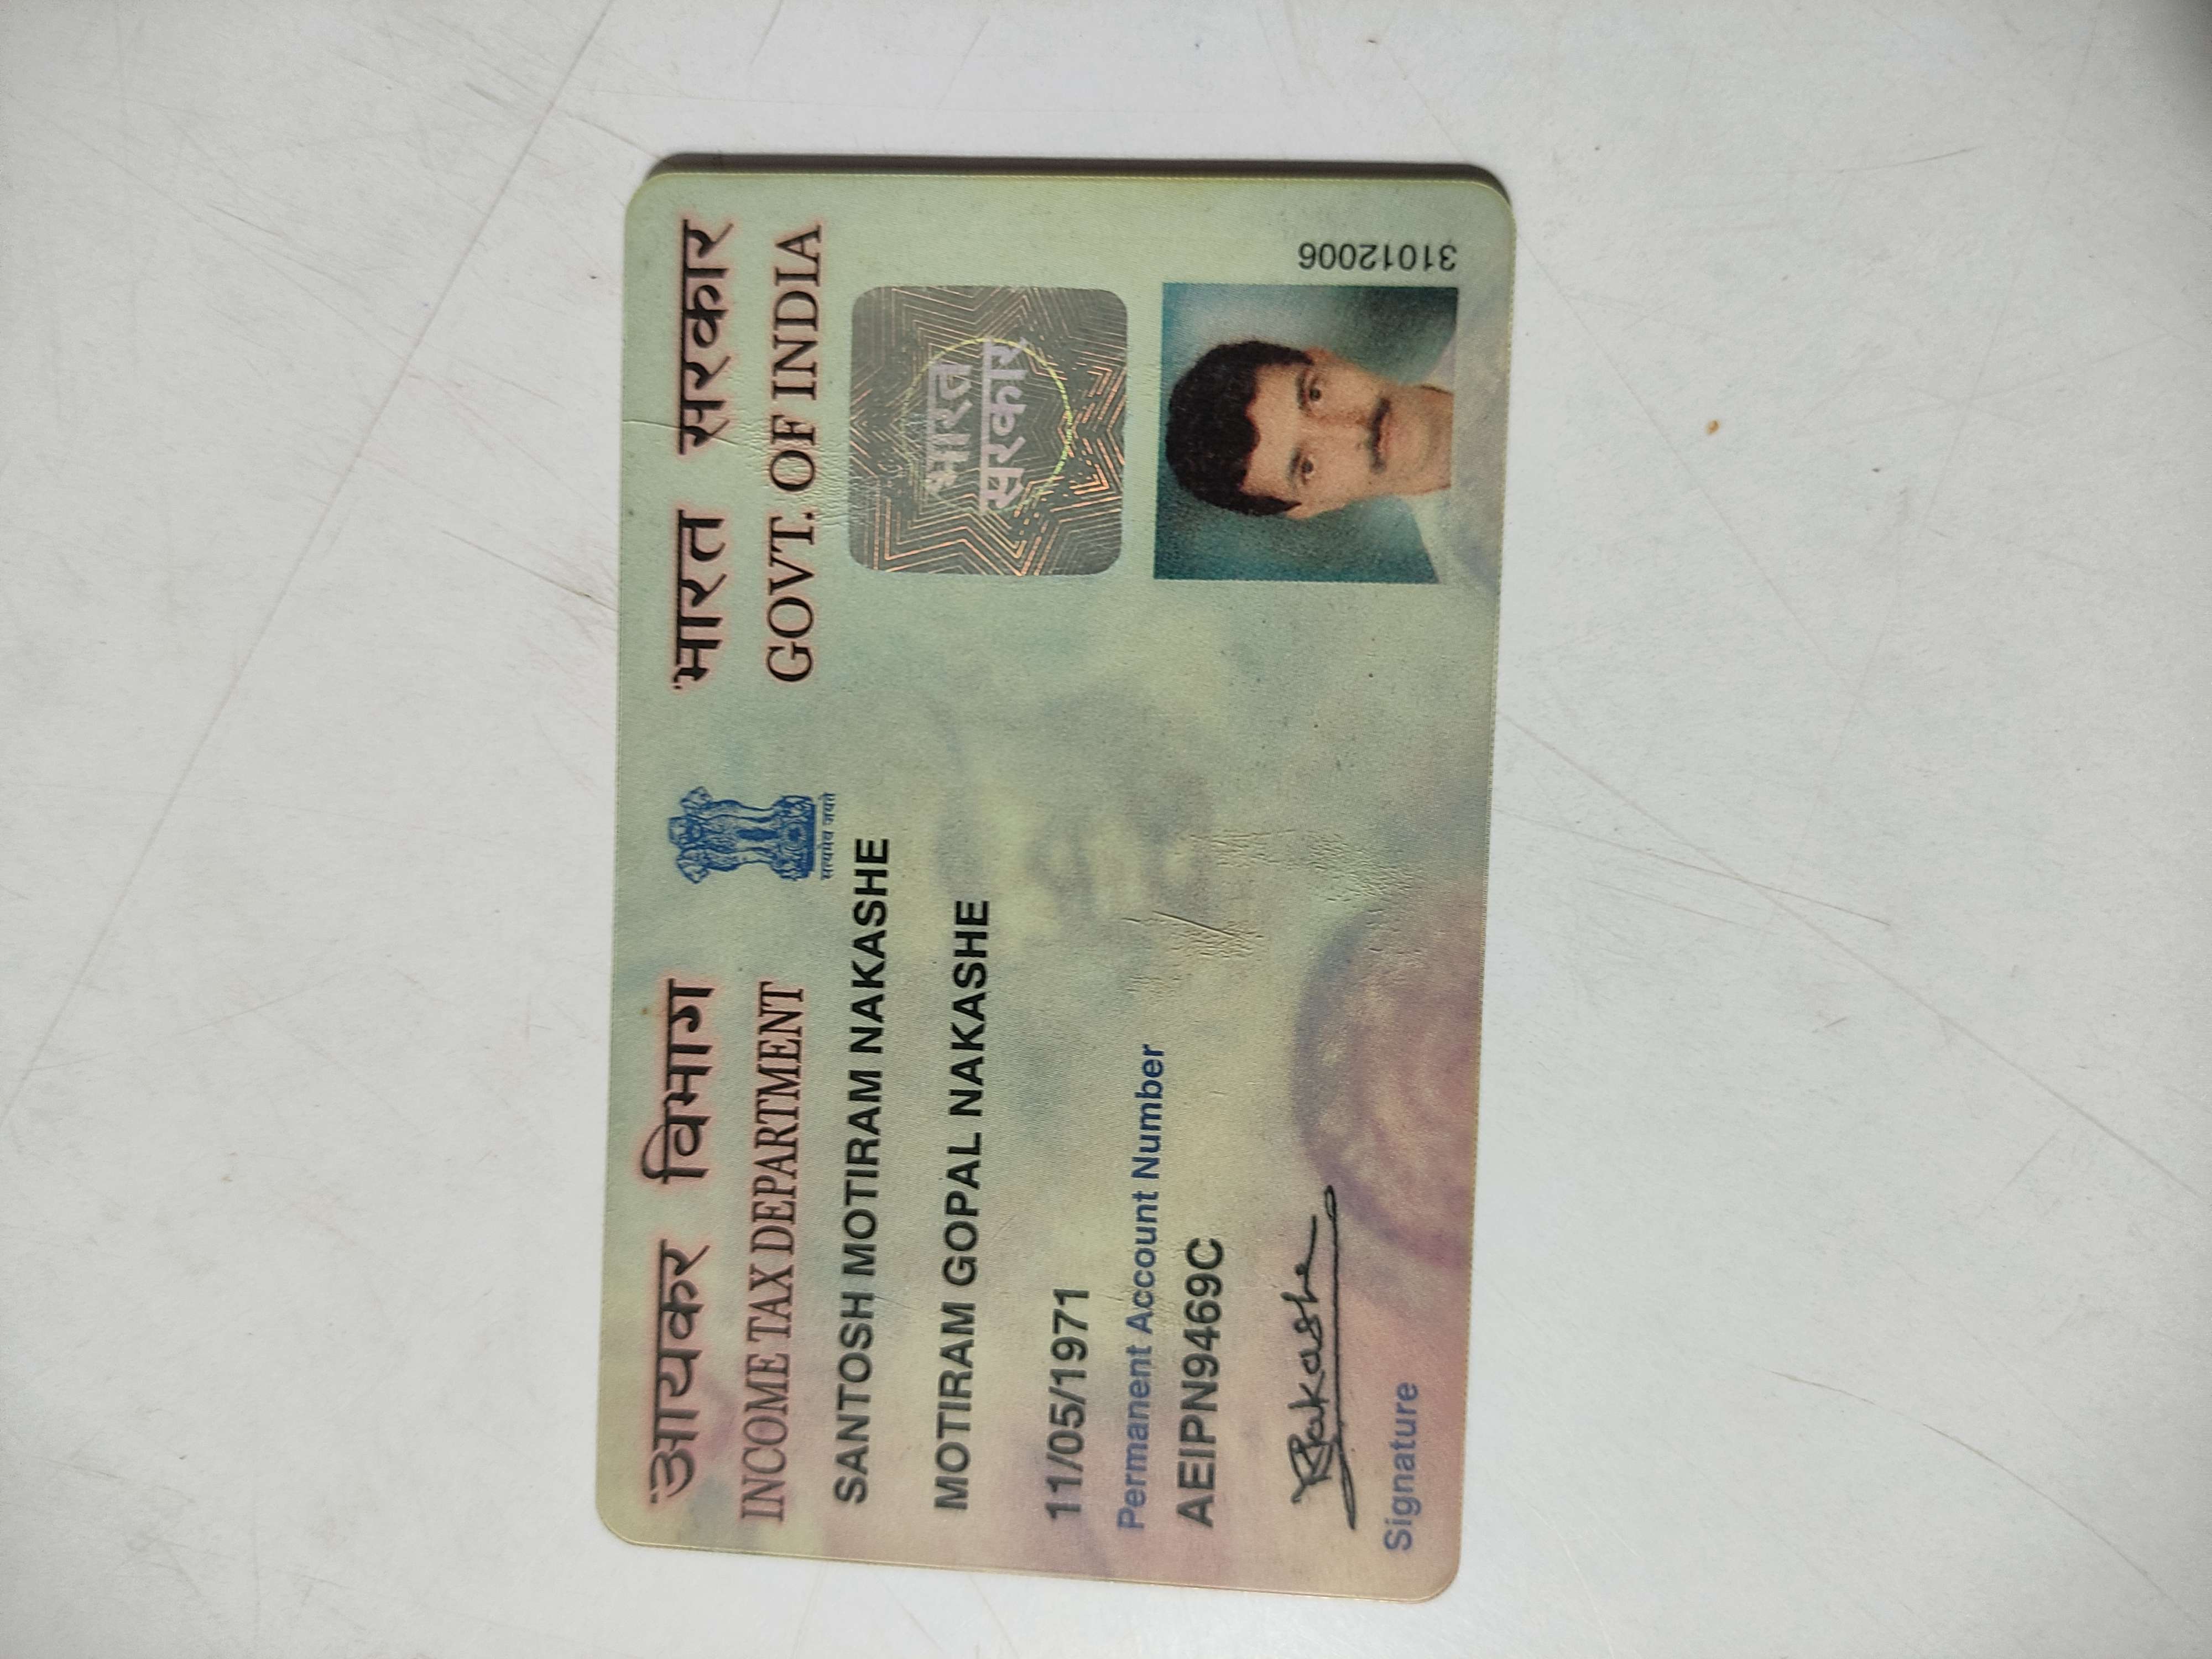 आयकर विभाग
INCOME TAX DEPARTMENT
सत्यमेव जयते
भारत सरकार
GOVT. OF INDIA
SANTOSH MOTIRAM NAKASHE
MOTIRAM GOPAL NAKASHE
11/05/1971
Permanent Account Number
AEIPN9469C
Nakashe
Signature
भारत
सरकार
31012006